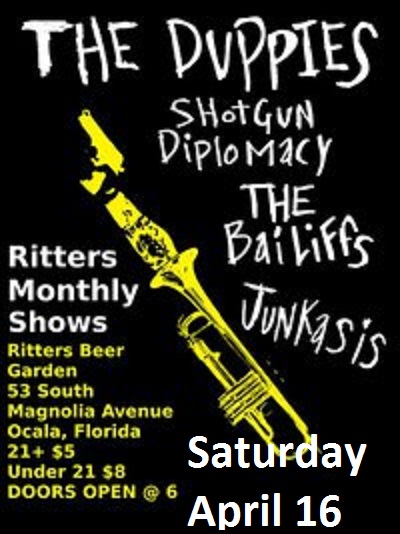 THE DUPPIES
SHOtGUN
DiploMACY
THE
BaiLiffs
JUNKasis
Ritters
Monthly
Shows
Ritters Beer
Garden
53 South
Magnolia Avenue
Ocala, Florida
21+ $5
Under 21 $8
DOORS OPEN @ 6
Saturday
April 16